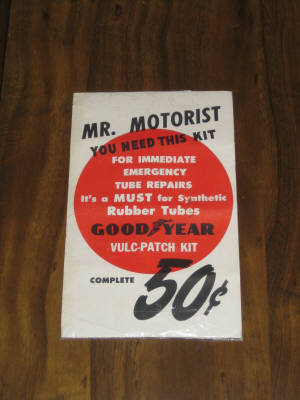 MR. MOTORIST
YOU NEED THIS KIT
FOR IMMEDIATE
EMERGENCY
TUBE REPAIRS
It's a MUST for Synthetic
Rubber Tubes
GOODYEAR
VULC-PATCH KIT
COMPLETE 50¢